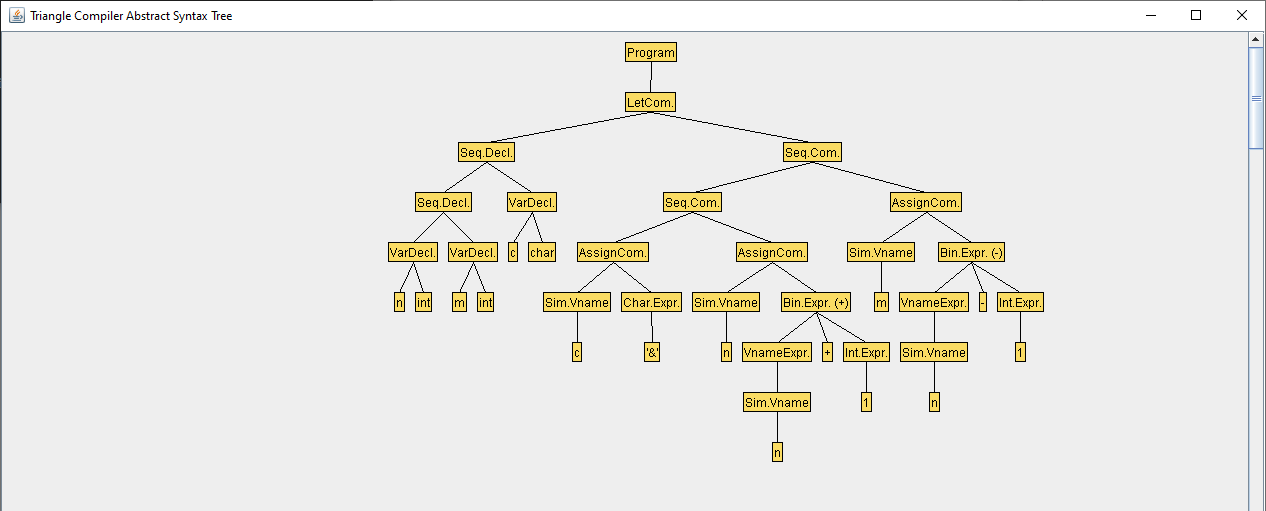 Triangle Compiler Abstract Syntax Tree
Program
LetCom.
Seq.Decl. Seq.Com.
Seq.Decl. VarDecl. Seq.Com. AssignCom.
VarDecl. VarDecl. c char AssignCom. AssignCom. Sim.Vname Bin.Expr. (-)
n int m int Sim.Vname Char.Expr. Sim.Vname Bin.Expr. (+) m VnameExpr. - Int.Expr.
c '&' n VnameExpr. + Int.Expr. Sim.Vname 1
Sim.Vname 1 n
n